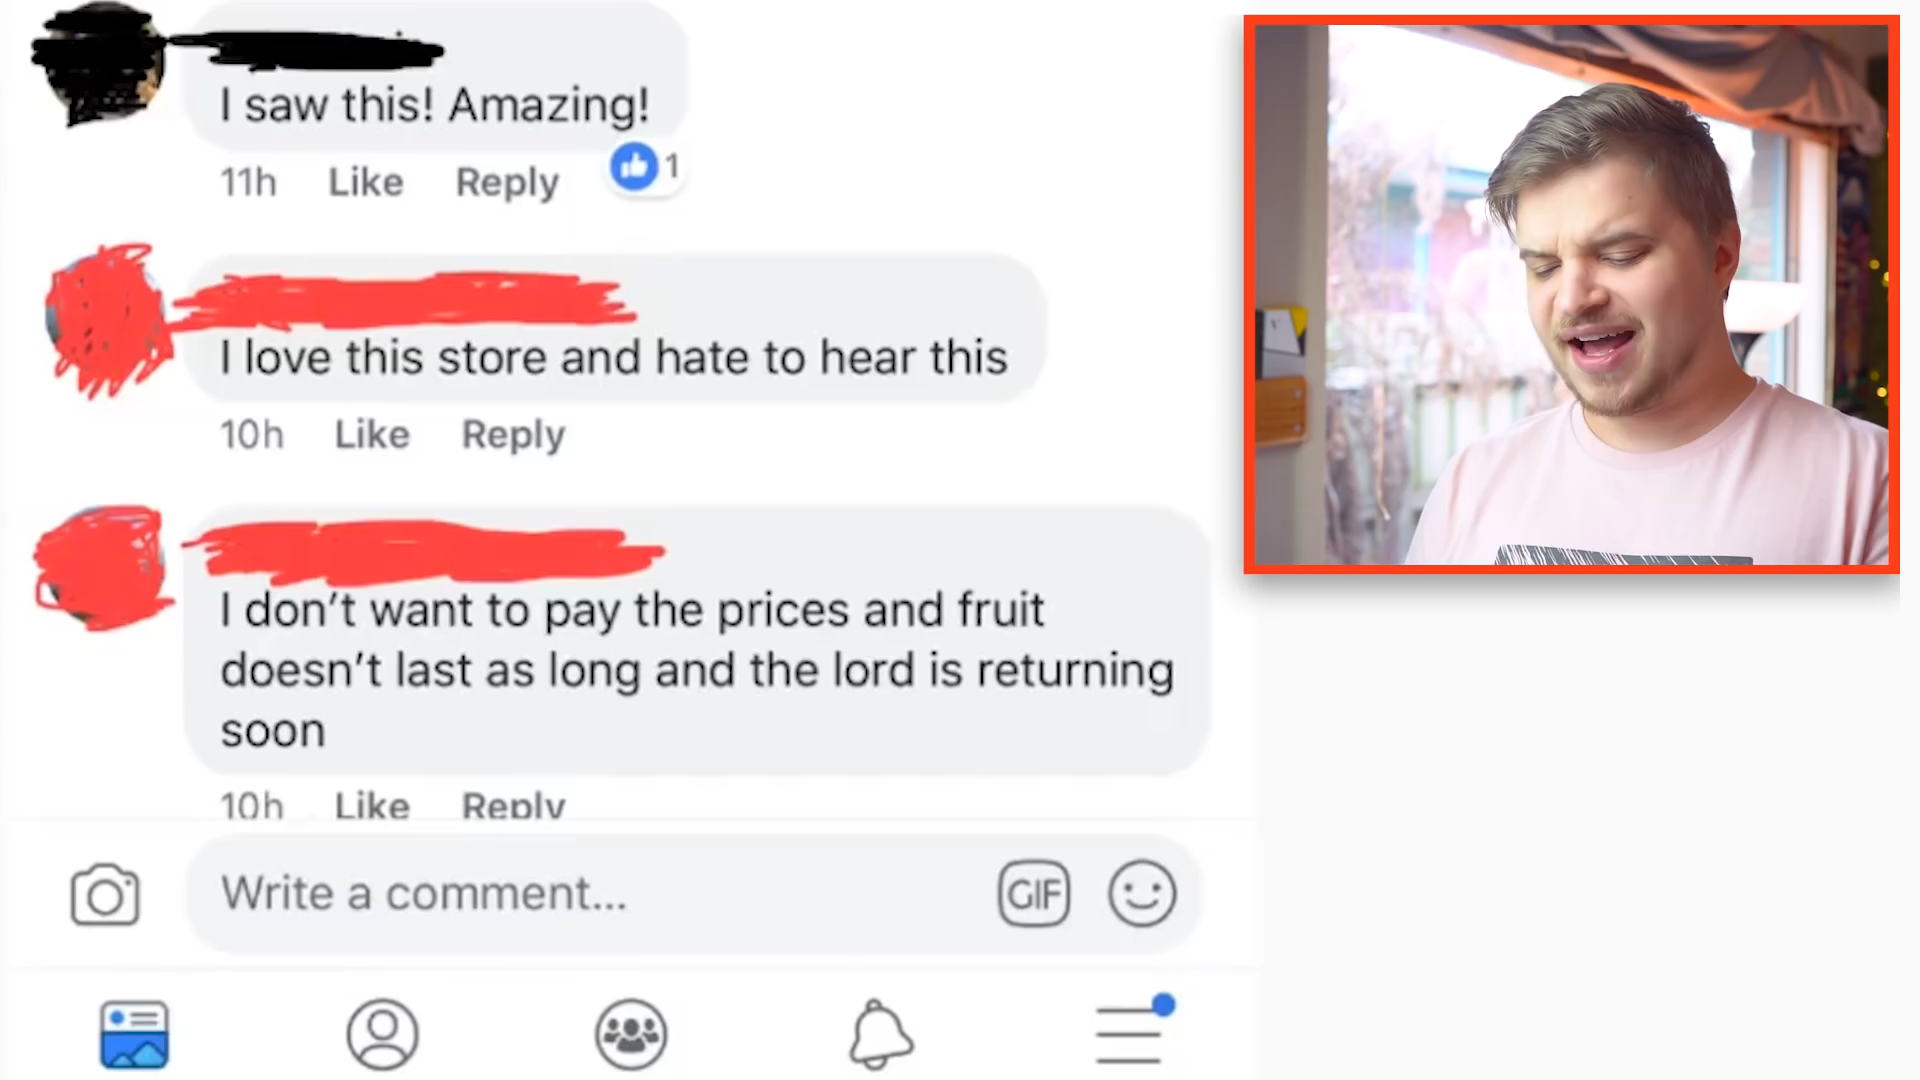 I saw this! Amazing!
11h Like Reply 1
I love this store and hate to hear this
10h Like Reply
I don't want to pay the prices and fruit
doesn't last as long and the lord is returning
soon
10h Like Reply
Write a comment... GIF